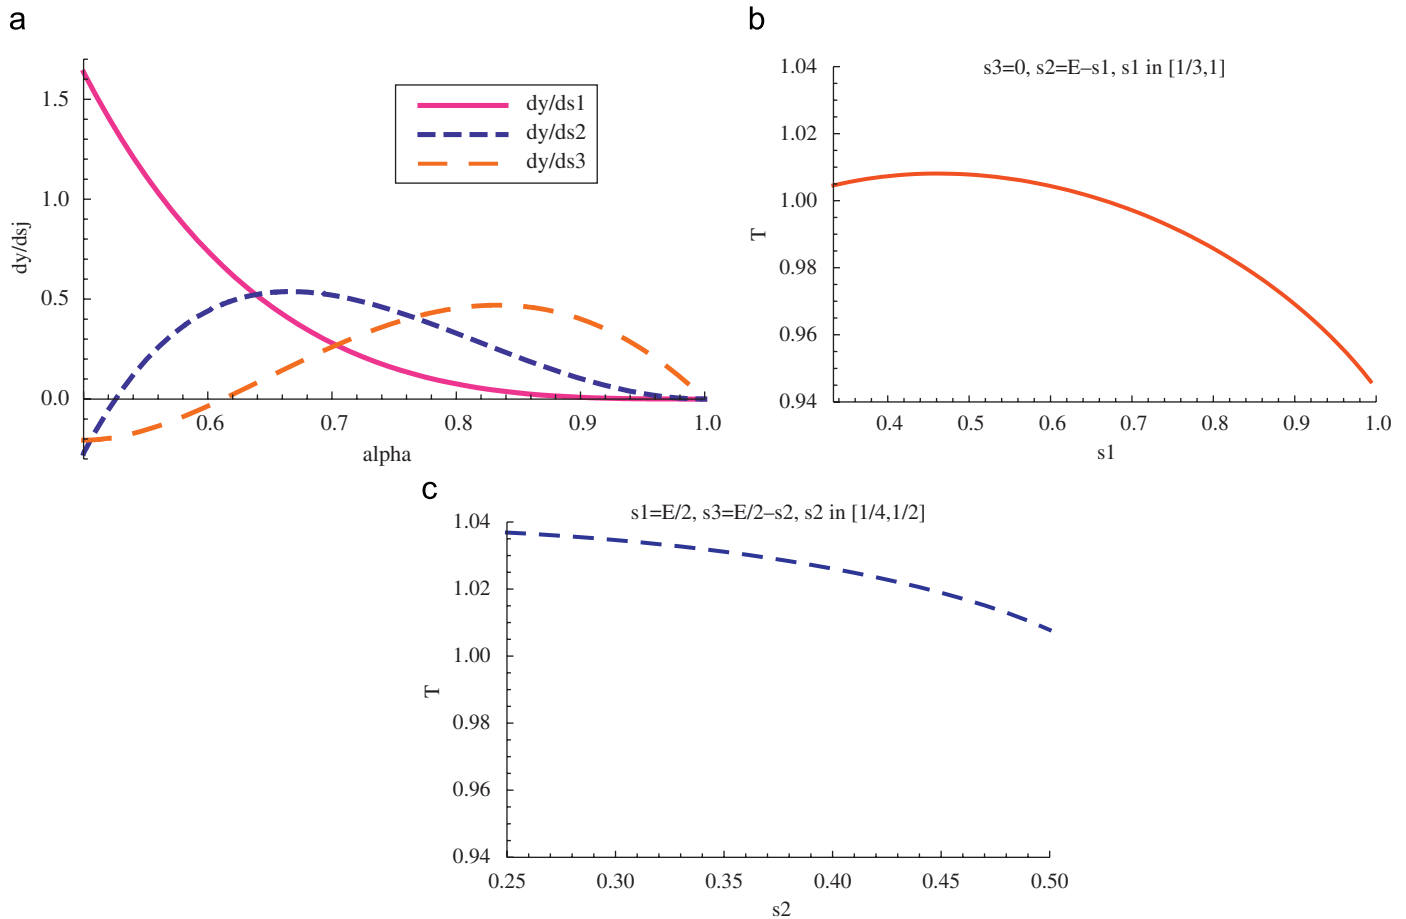 a
1.5
1.0
0.5
0.0
dy/dsj
dy/ds1
dy/ds2
dy/ds3
0.6
0.7
0.8
0.9
1.0
alpha
b
s3=0, s2=E–s1, s1 in [1/3,1]
1.04
1.02
1.00
0.98
0.96
0.94
T
0.4
0.5
0.6
0.7
0.8
0.9
1.0
s1
c
s1=E/2, s3=E/2–s2, s2 in [1/4,1/2]
1.04
1.02
1.00
0.98
0.96
0.94
T
0.25
0.30
0.35
0.40
0.45
0.50
s2